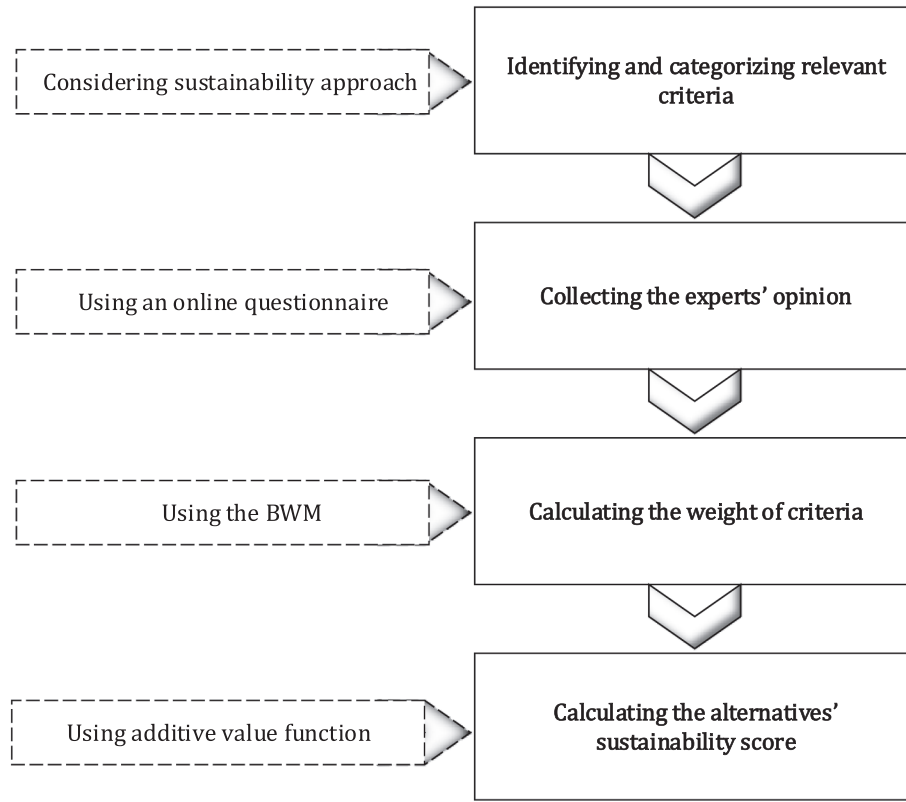 Considering sustainability approach
Identifying and categorizing relevant
criteria
Using an online questionnaire
Collecting the experts’ opinion
Using the BWM
Calculating the weight of criteria
Using additive value function
Calculating the alternatives’
sustainability score